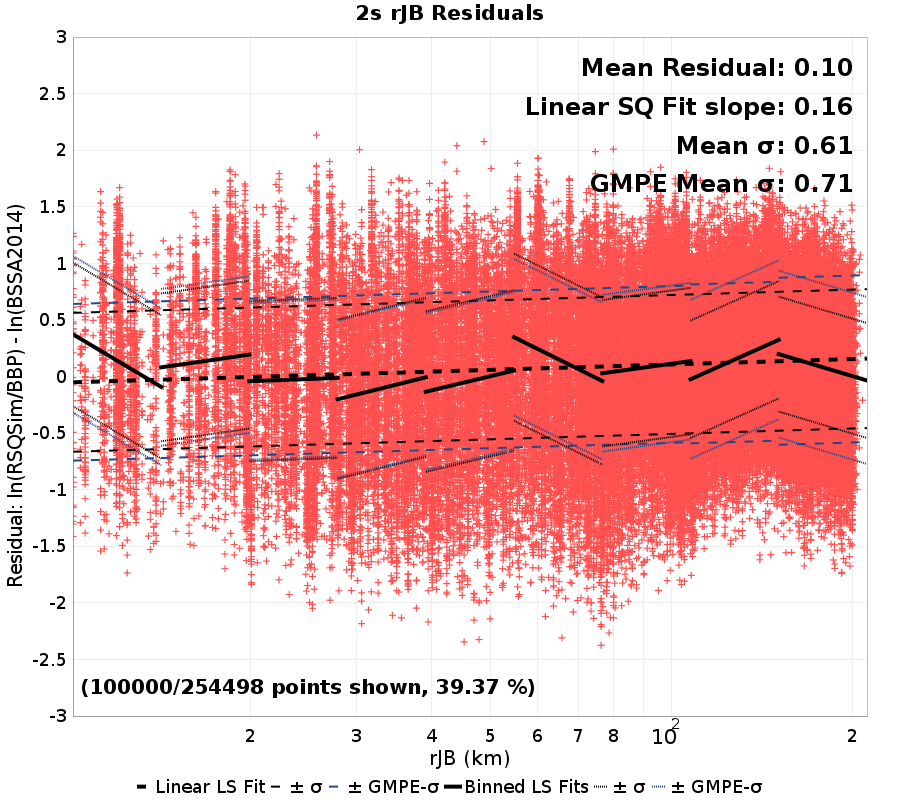 2s rJB Residuals
3
2.5
2
1.5
1
0.5
0
-0.5
-1
-1.5
-2
-2.5
-3
Residual: ln(RSQSim/BBP) - ln(BSSA2014)
Mean Residual: 0.10
Linear SQ Fit slope: 0.16
Mean σ: 0.61
GMPE Mean σ: 0.71
(100000/254498 points shown, 39.37 %)
2 3 4 5 6 7 8 10² 2
rJB (km)
Linear LS Fit ± σ ± GMPE-σ Binned LS Fits ± σ ± GMPE-σ